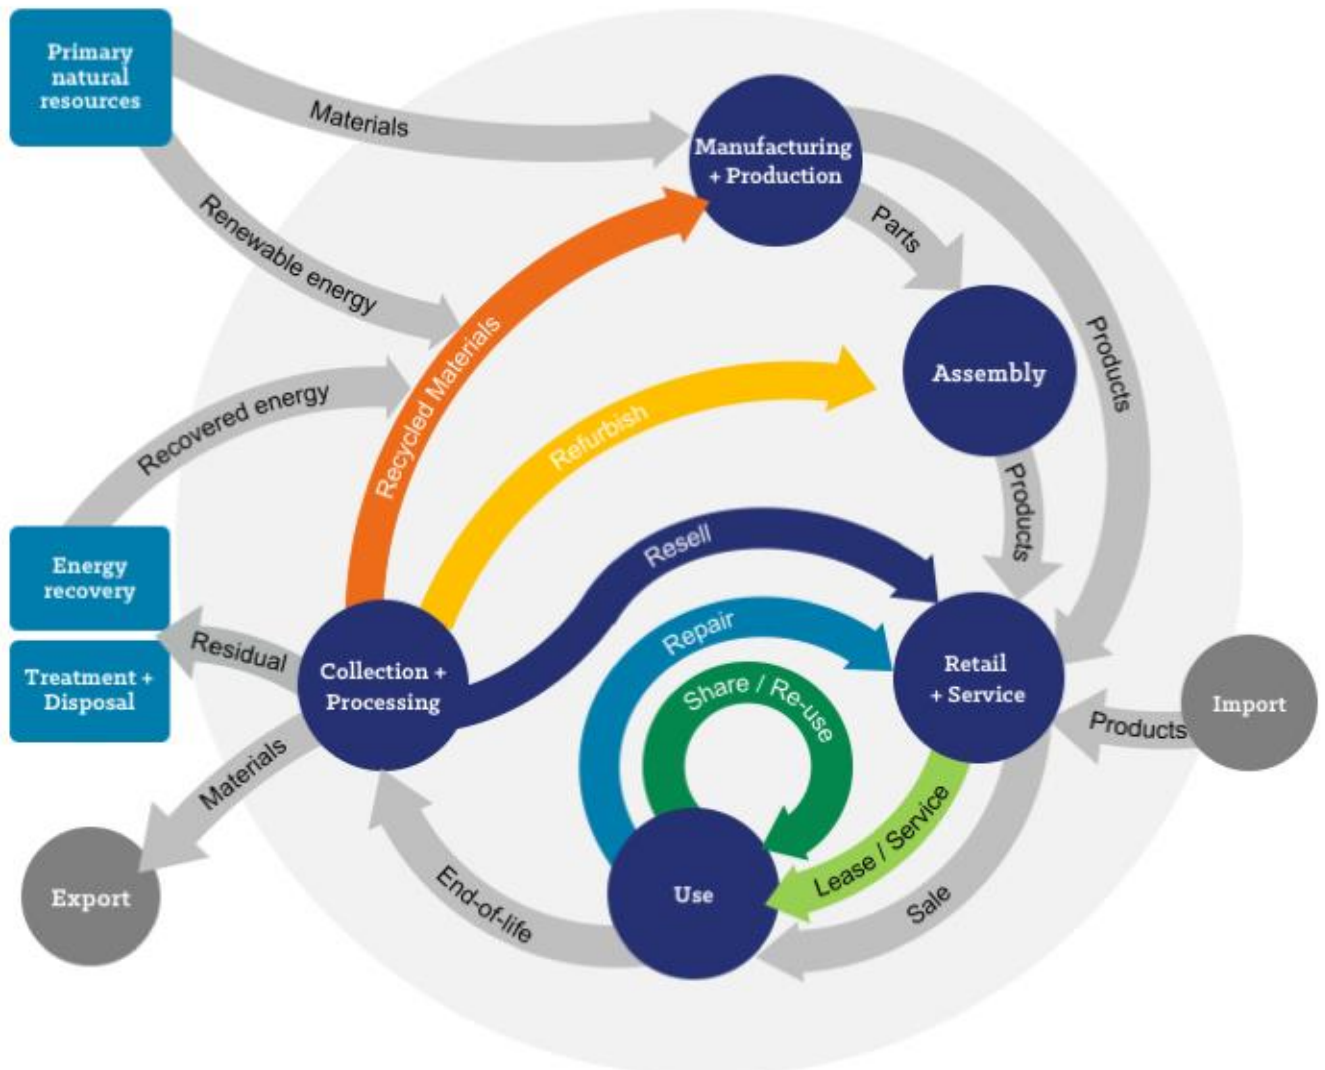 Primary
natural
resources
Materials
Manufacturing
+ Production
Renewable energy
Parts
Recycled Materials
Products
Assembly
Recovered energy
Refurbish
Products
Resell
Energy
recovery
Repair
Residual
Treatment +
Disposal
Collection +
Processing
Share / Re-use
Retail
+ Service
Products
Import
Materials
Lease / Service
Export
End-of-life
Use
Sale